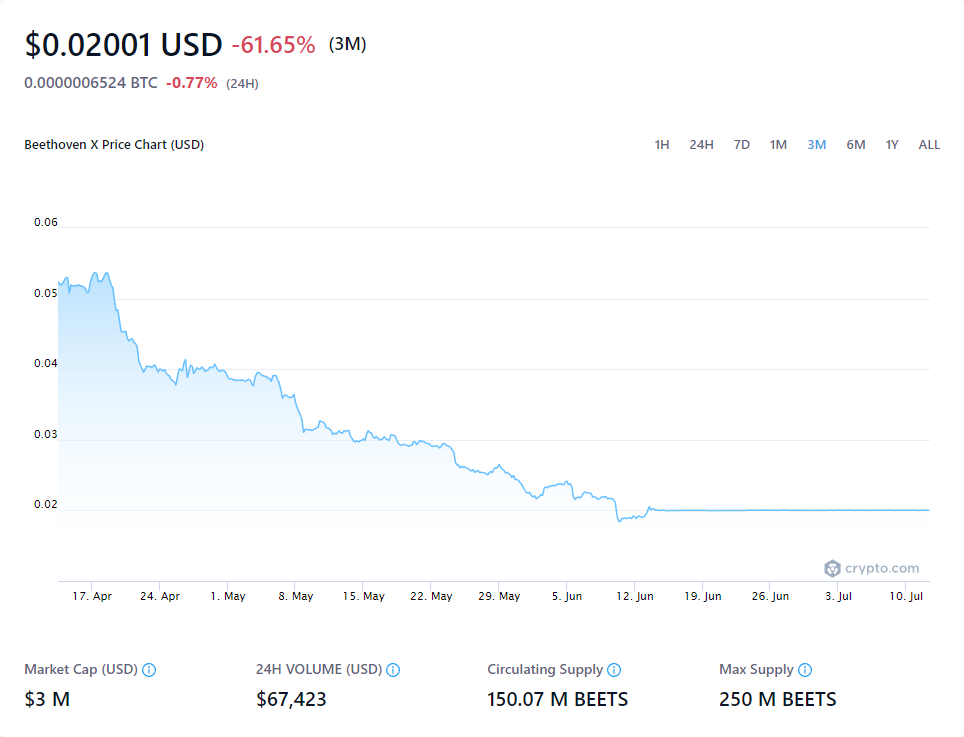 $0.02001 USD -61.65% (3M)
0.0000006524 BTC -0.77% (24H)
Beethoven X Price Chart (USD) 1H 24H 7D 1M 3M 6M 1Y ALL
0.06
0.05
0.04
0.03
0.02
crypto.com
17. Apr 24. Apr 1. May 8. May 15. May 22. May 29. May 5. Jun 12. Jun 19. Jun 26. Jun 3. Jul 10. Jul
Market Cap (USD) 24H VOLUME (USD) Circulating Supply Max Supply
$3 M $67,423 150.07 M BEETS 250 M BEETS